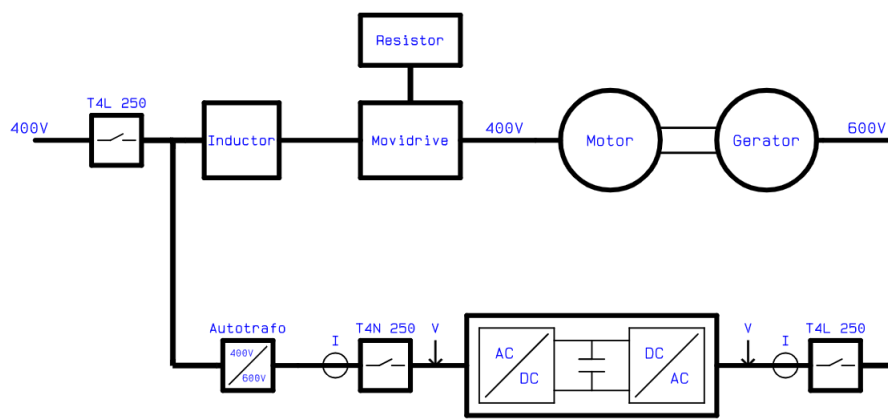 Resistor
T4L 250
400V
Inductor
Movidrive
400V
Motor
Gerator
600V
Autotrafo
400V
600V
I
T4N 250
V
AC
DC
DC
AC
V
I
T4L 250